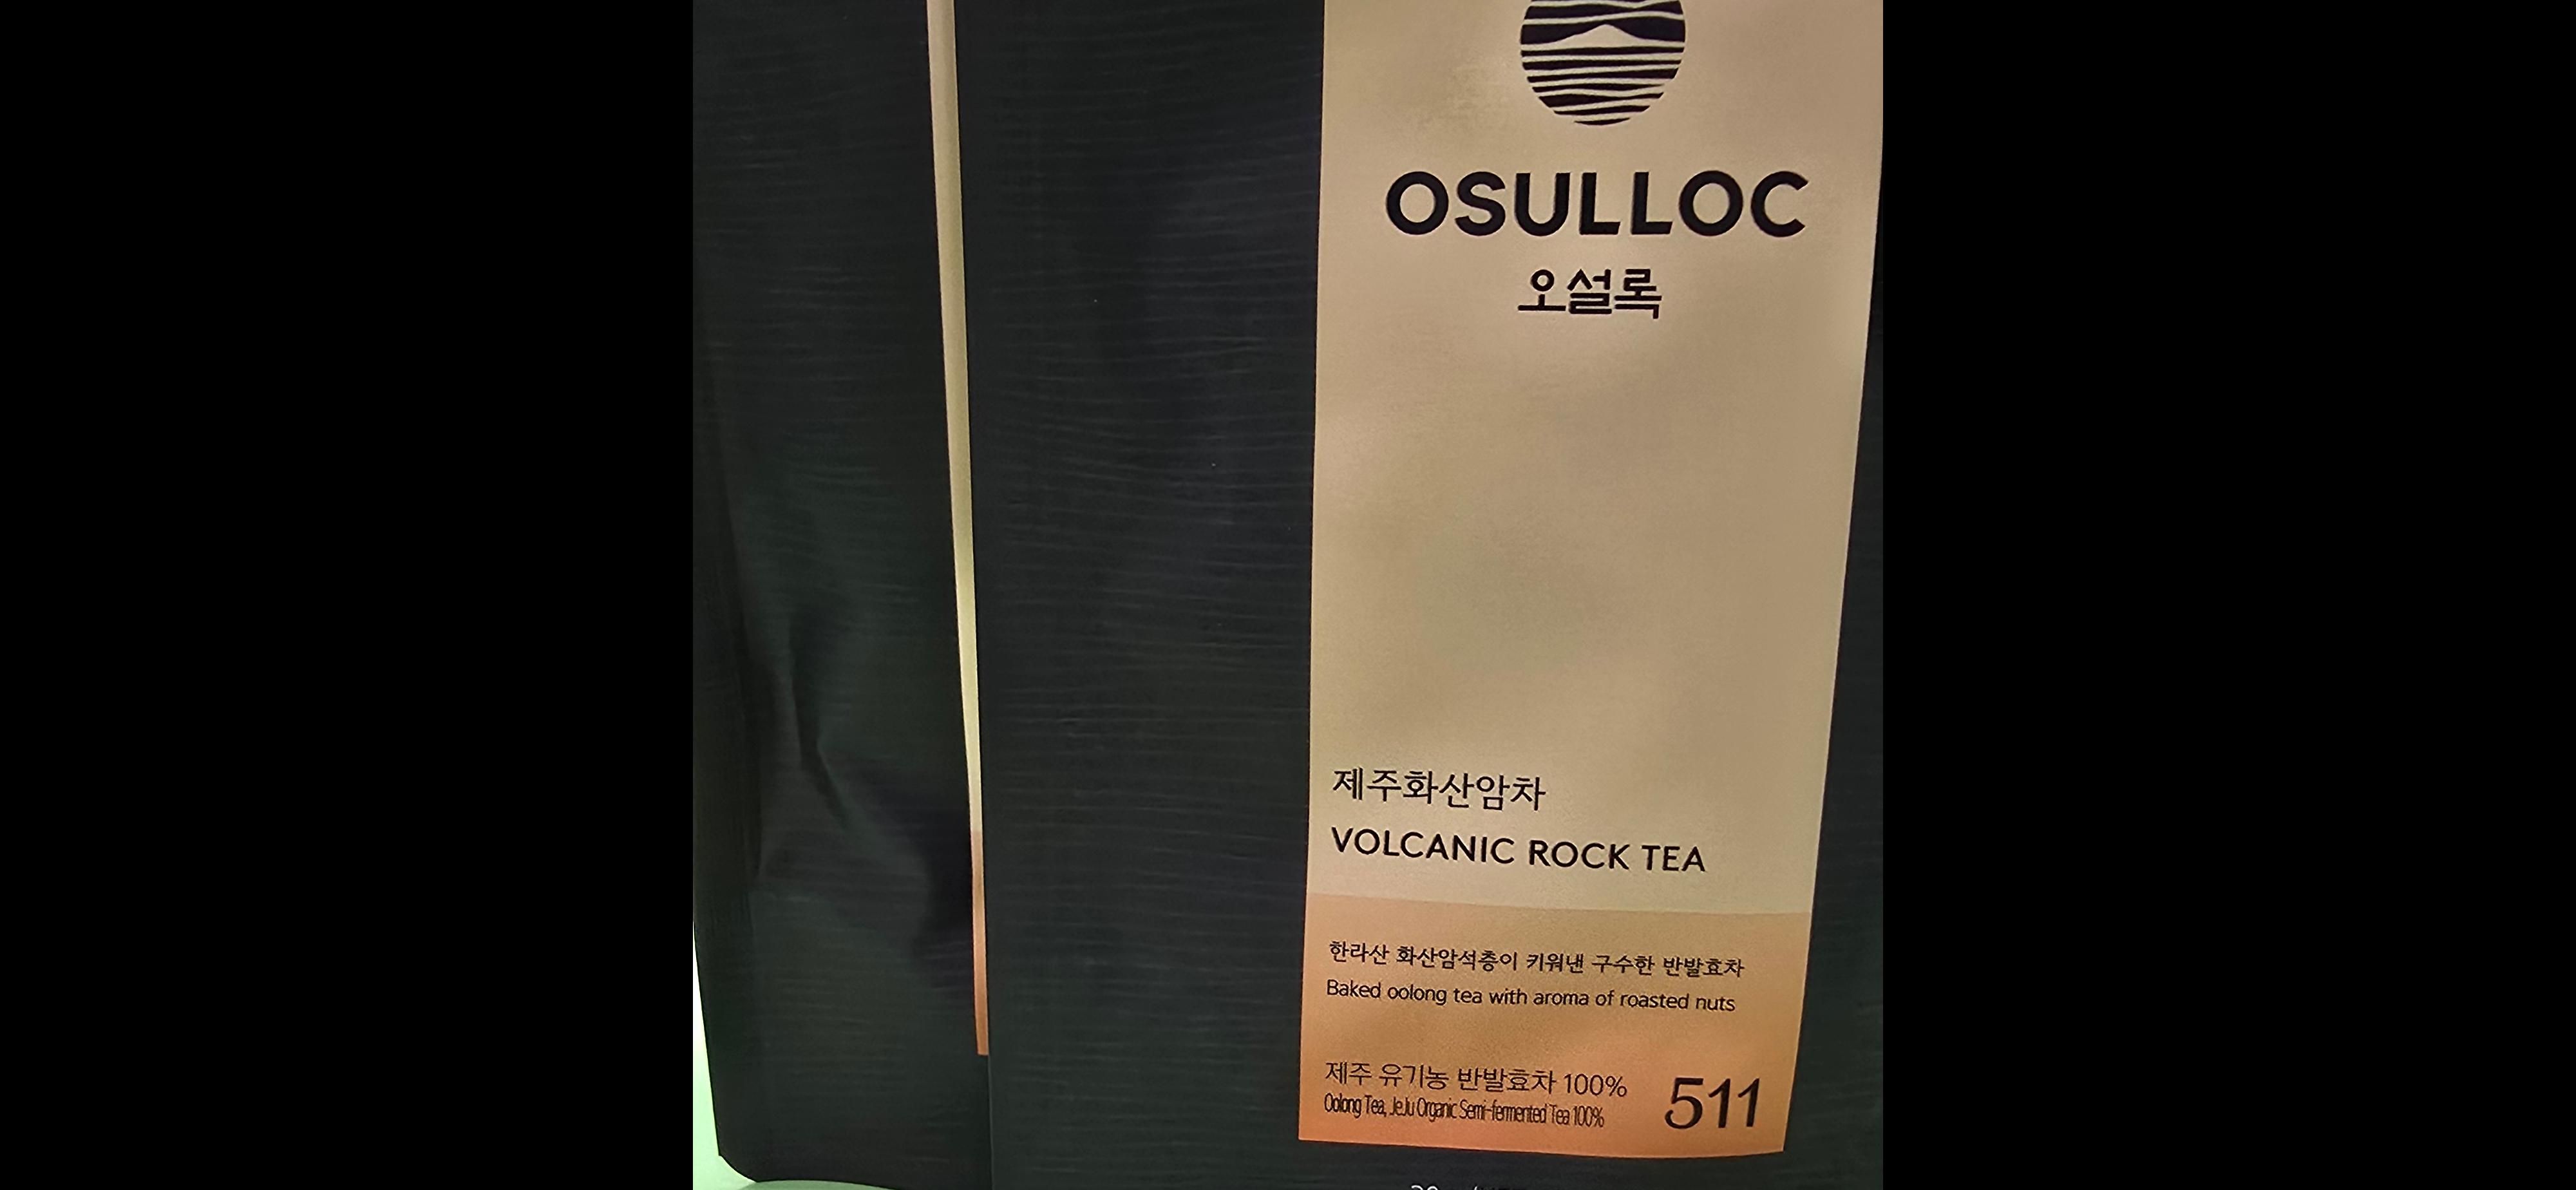 OSULLOC
오설록
제주화산암차
VOLCANIC ROCK TEA
한라산 화산암석층이 키워낸 구수한 반발효차
Baked oolong tea with aroma of roasted nuts
제주 유기농 반발효차 100%
Oolong Tea, JeJu Organic Semi-fermented Tea 100%
511